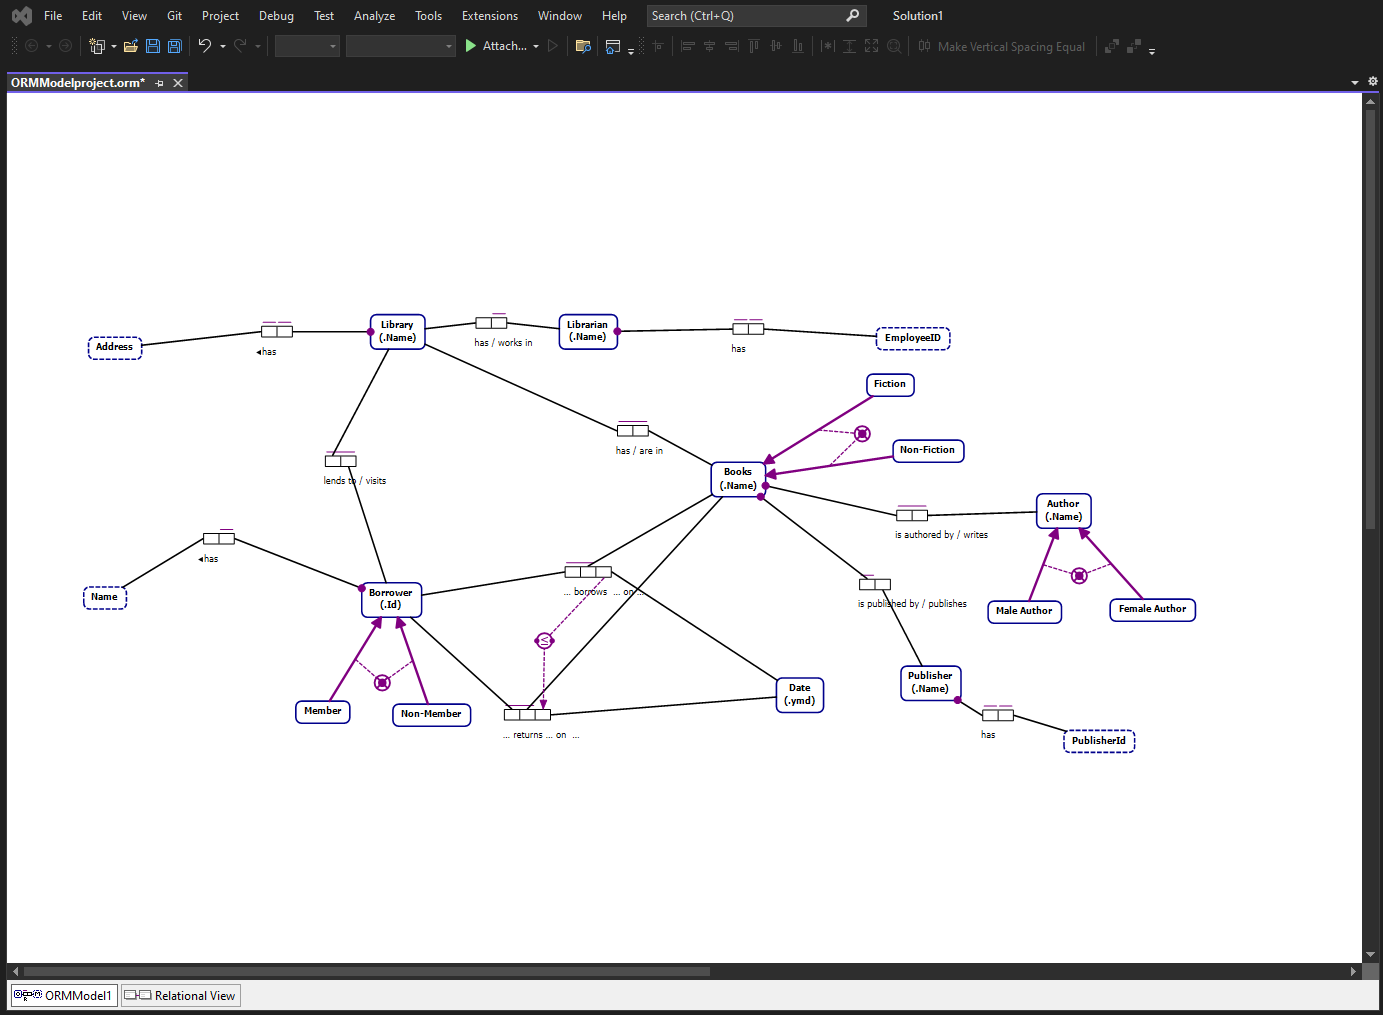 File Edit View Git Project Debug Test Analyze Tools Extensions Window Help Search (Ctrl+Q) Solution1
Attach... Make Vertical Spacing Equal
ORMModelproject.orm*
Library
(.Name)
Librarian
(.Name)
Address
EmployeeID
◂has
has / works in
has
Fiction
Non-Fiction
has / are in
Books
(.Name)
lends to / visits
Author
(.Name)
is authored by / writes
◂has
Name
Borrower
(.Id)
... borrows ... on ...
is published by / publishes
Male Author
Female Author
≤
Member
Non-Member
Date
(.ymd)
Publisher
(.Name)
... returns ... on ...
has
PublisherId
ORMModel1 Relational View